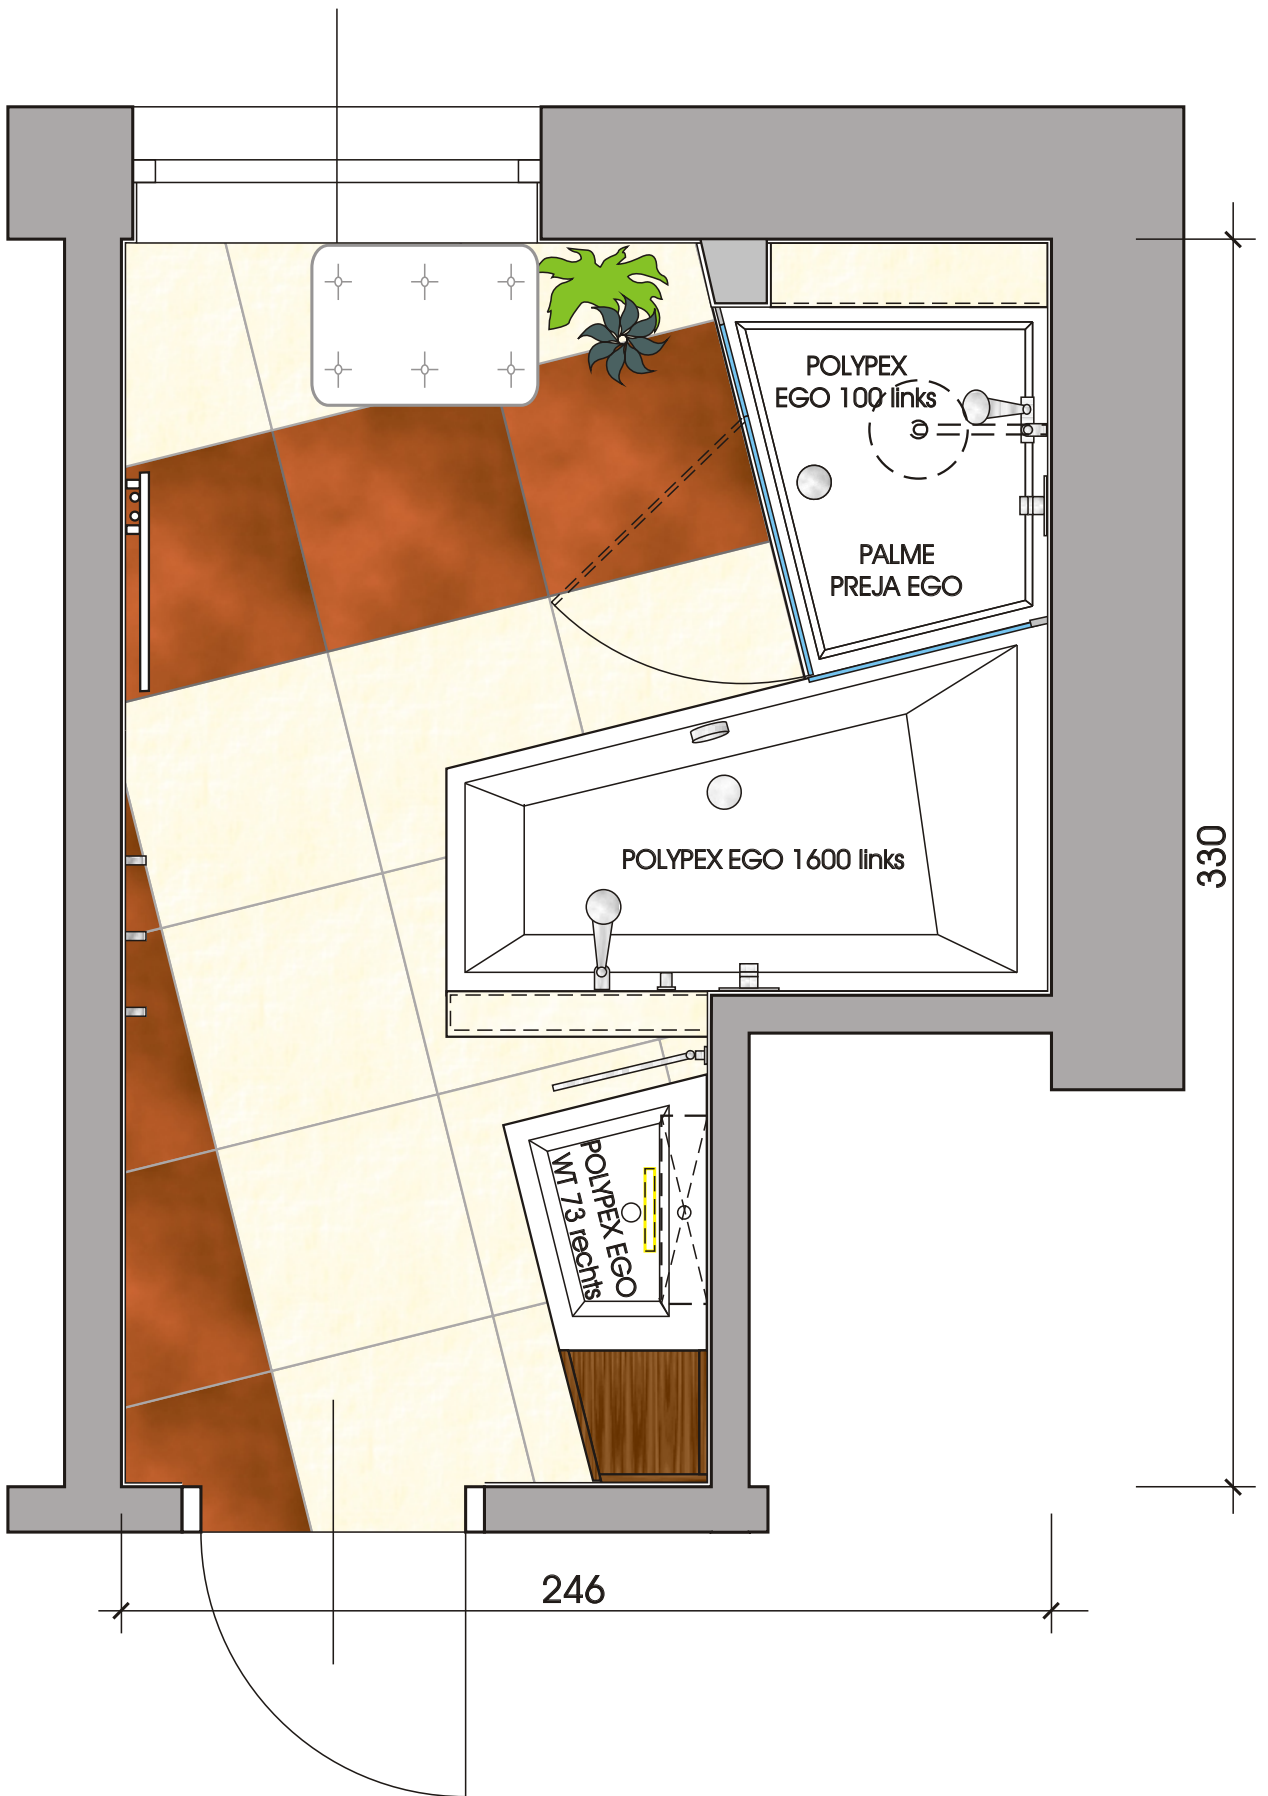 POLYPEX
EGO 100 links
PALME
PREJA EGO
POLYPEX EGO 1600 links
330
POLYPEX EGO
WT 73 rechts
246